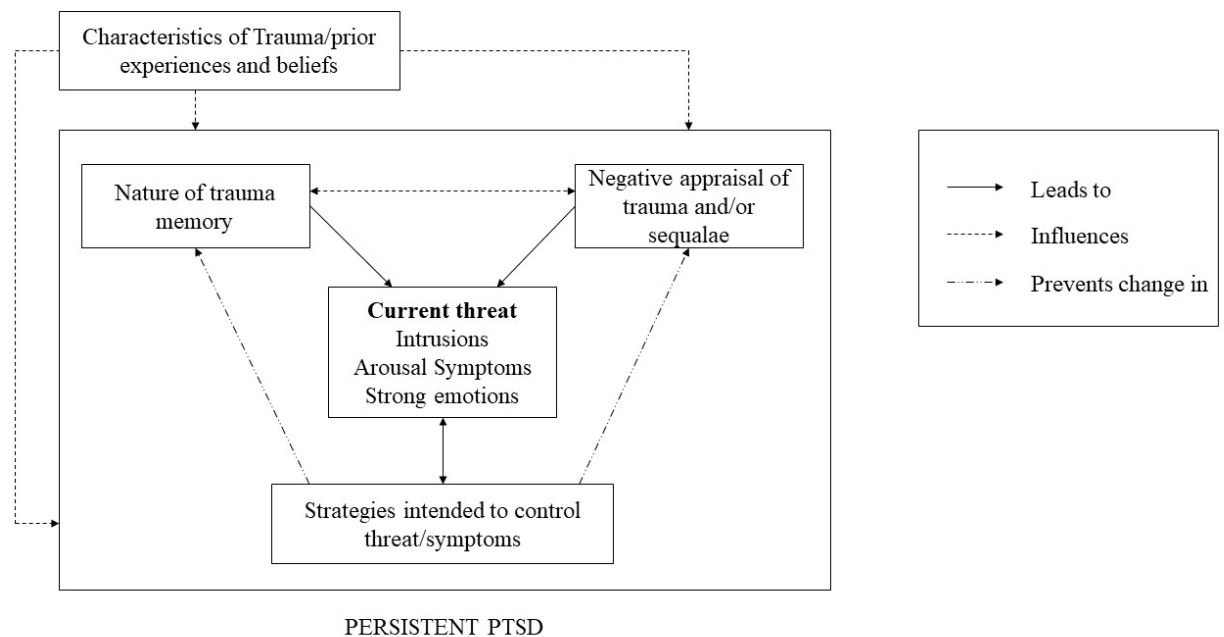 Characteristics of Trauma/prior
experiences and beliefs
Nature of trauma
memory
Negative appraisal of
trauma and/or
sequalae
Current threat
Intrusions
Arousal Symptoms
Strong emotions
Strategies intended to control
threat/symptoms
PERSISTENT PTSD
Leads to
Influences
Prevents change in